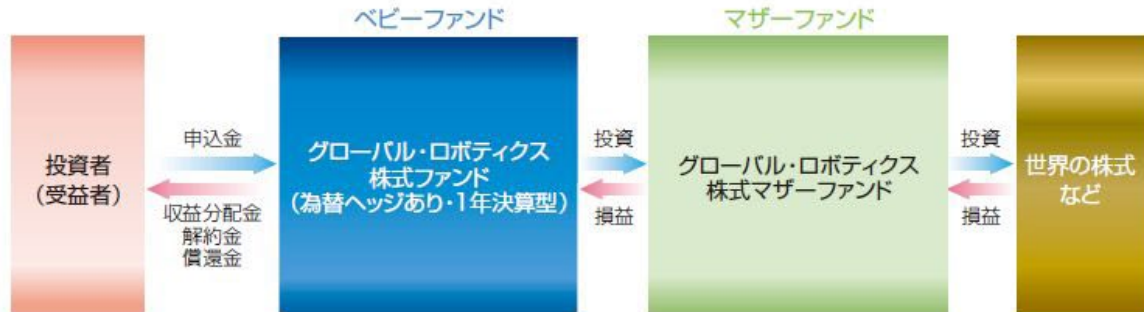 ベビーファンド
マザーファンド
投資者
（受益者）
申込金
収益分配金
解約金
償還金
グローバル・ロボティクス
株式ファンド
（為替ヘッジあり・1年決算型）
投資
損益
グローバル・ロボティクス
株式マザーファンド
投資
損益
世界の株式
など